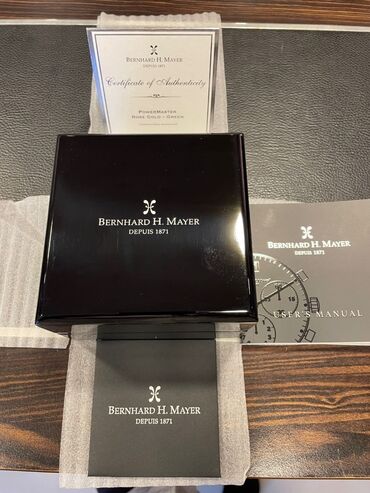 BERNHARD H. MAYER
DEPUIS 1871
Certificate of Authenticity
POWERMASTER
ROSE GOLD - GREEN
BERNHARD H. MAYER
DEPUIS 1871
BERNHARD H. MAYER
DEPUIS 1871
USER'S MANUAL
BERNHARD H. MAYER
DEPUIS 1871